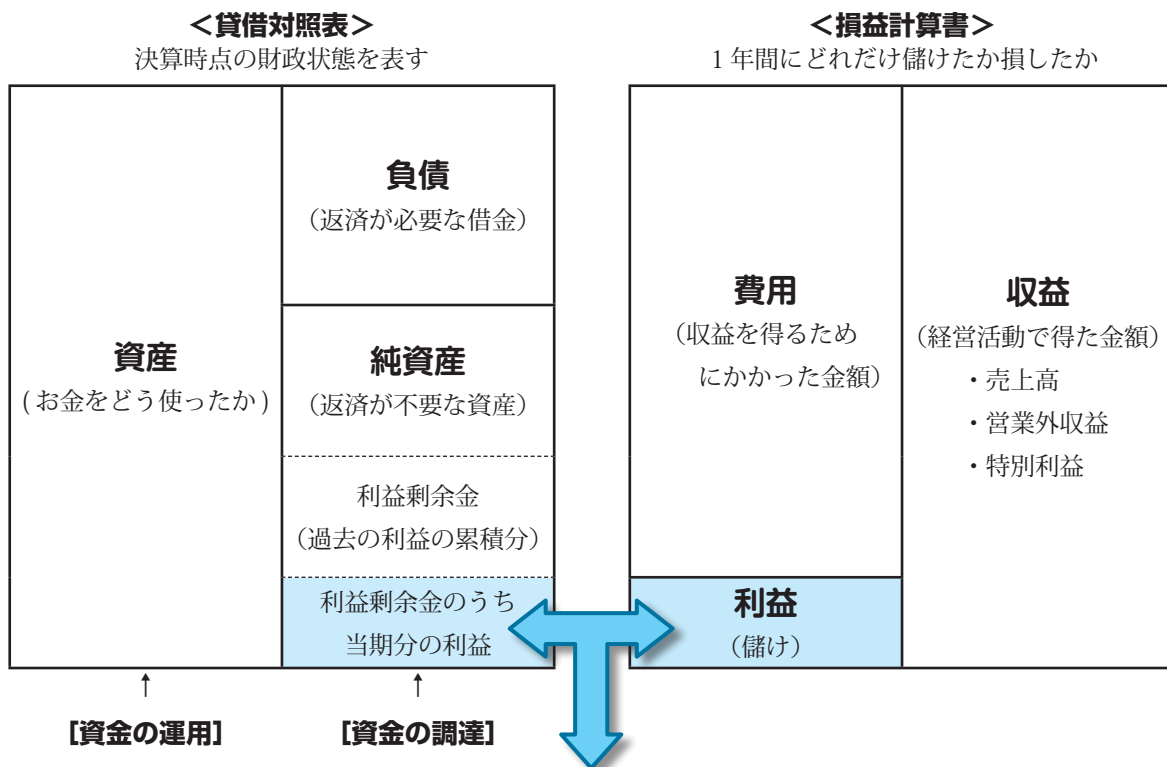 ＜貸借対照表＞
決算時点の財政状態を表す
資産
(お金をどう使ったか)
負債
（返済が必要な借金）
純資産
（返済が不要な資産）
利益剰余金
（過去の利益の累積分）
利益剰余金のうち
当期分の利益
↑
［資金の運用］
↑
［資金の調達］
＜損益計算書＞
1年間にどれだけ儲けたか損したか
費用
（収益を得るため
にかかった金額）
利益
（儲け）
収益
（経営活動で得た金額）
・売上高
・営業外収益
・特別利益